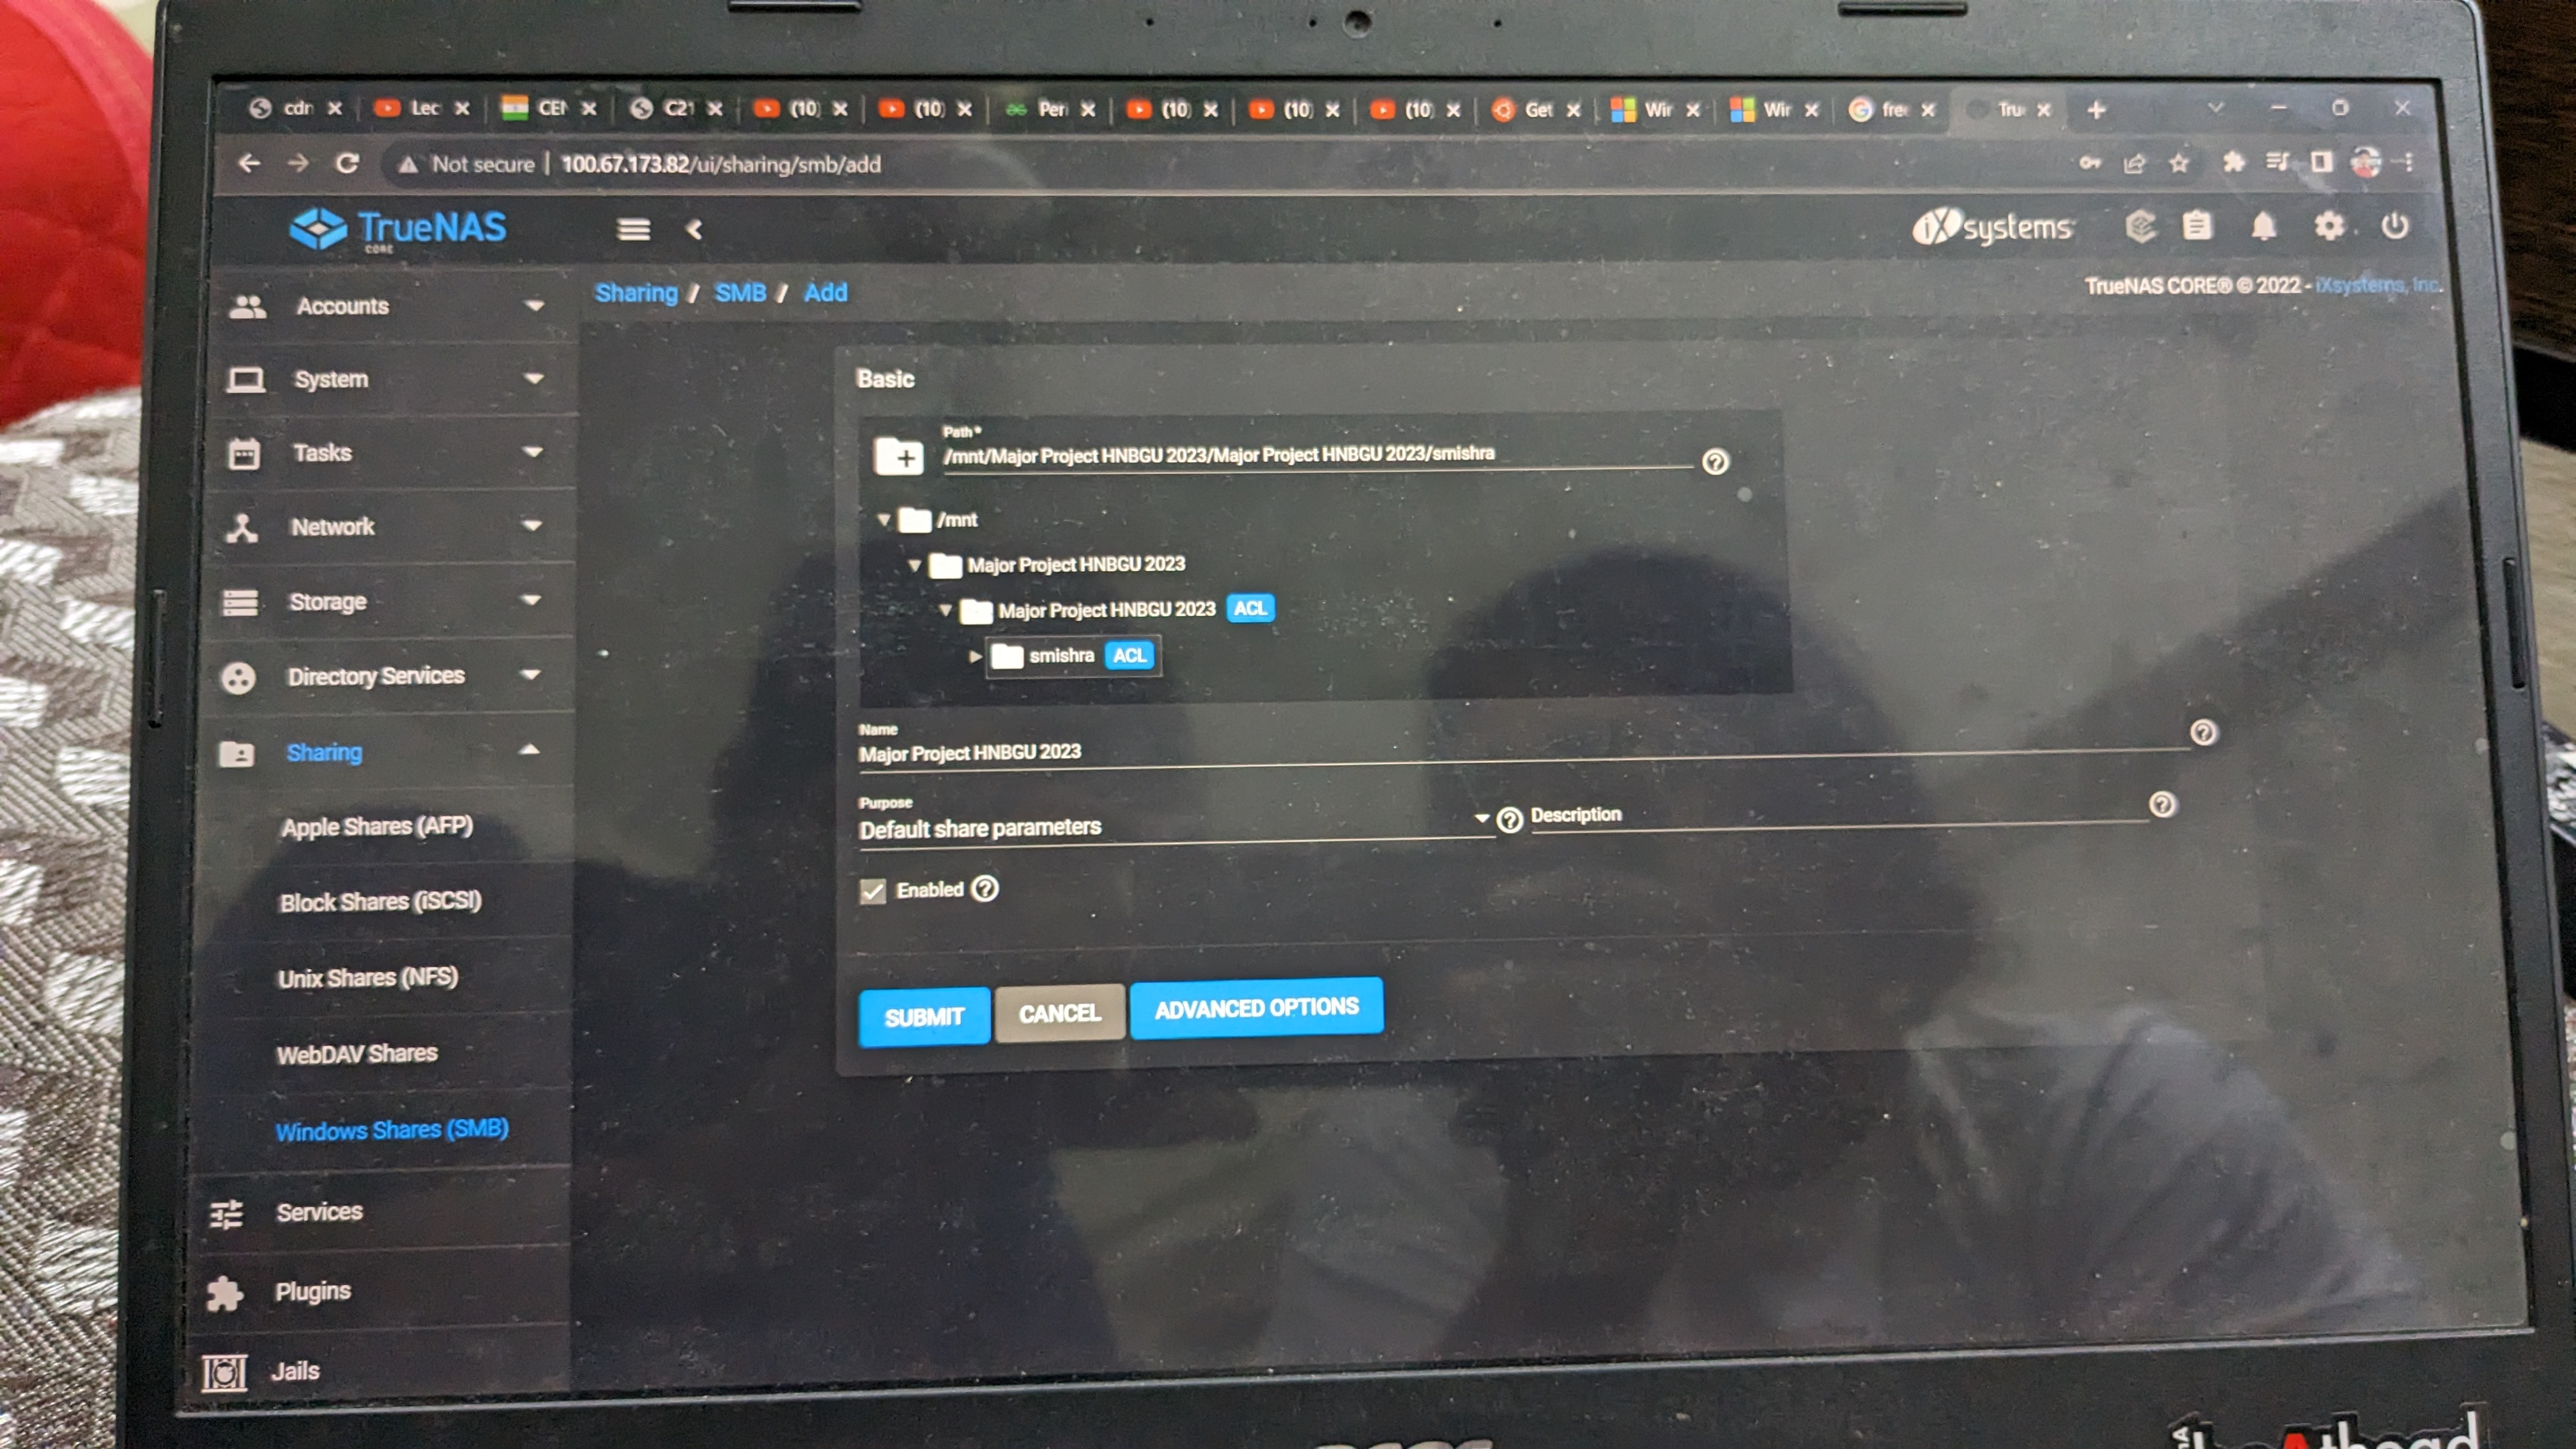 cdn
Lec
CEN
C21
(10)
(10)
Per
(10)
(10)
(10)
Get
Wir
Wir
free
Tru
Not secure | 100.67.173.82/ui/sharing/smb/add
TrueNAS
CORE
iXsystems
Sharing / SMB / Add
TrueNAS CORE® © 2022 - iXsystems, Inc.
Accounts
System
Tasks
Network
Storage
Directory Services
Sharing
Apple Shares (AFP)
Block Shares (iSCSI)
Unix Shares (NFS)
WebDAV Shares
Windows Shares (SMB)
Services
Plugins
Jails
Basic
Path *
/mnt/Major Project HNBGU 2023/Major Project HNBGU 2023/smishra
/mnt
Major Project HNBGU 2023
Major Project HNBGU 2023 ACL
smishra ACL
Name
Major Project HNBGU 2023
Purpose
Default share parameters
Description
Enabled
SUBMIT CANCEL ADVANCED OPTIONS